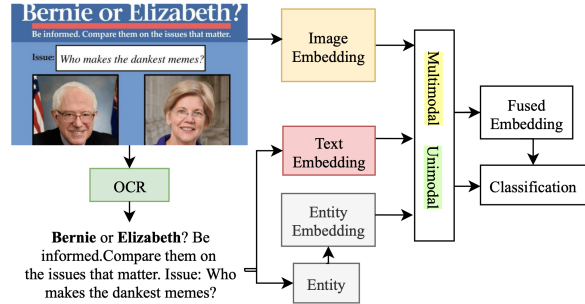 Bernie or Elizabeth?
Be informed. Compare them on the issues that matter.
Issue: Who makes the dankest memes?
OCR
Bernie or Elizabeth? Be
informed.Compare them on
the issues that matter. Issue: Who
makes the dankest memes?
Image
Embedding
Text
Embedding
Entity
Embedding
Entity
Multimodal
Unimodal
Fused
Embedding
Classification